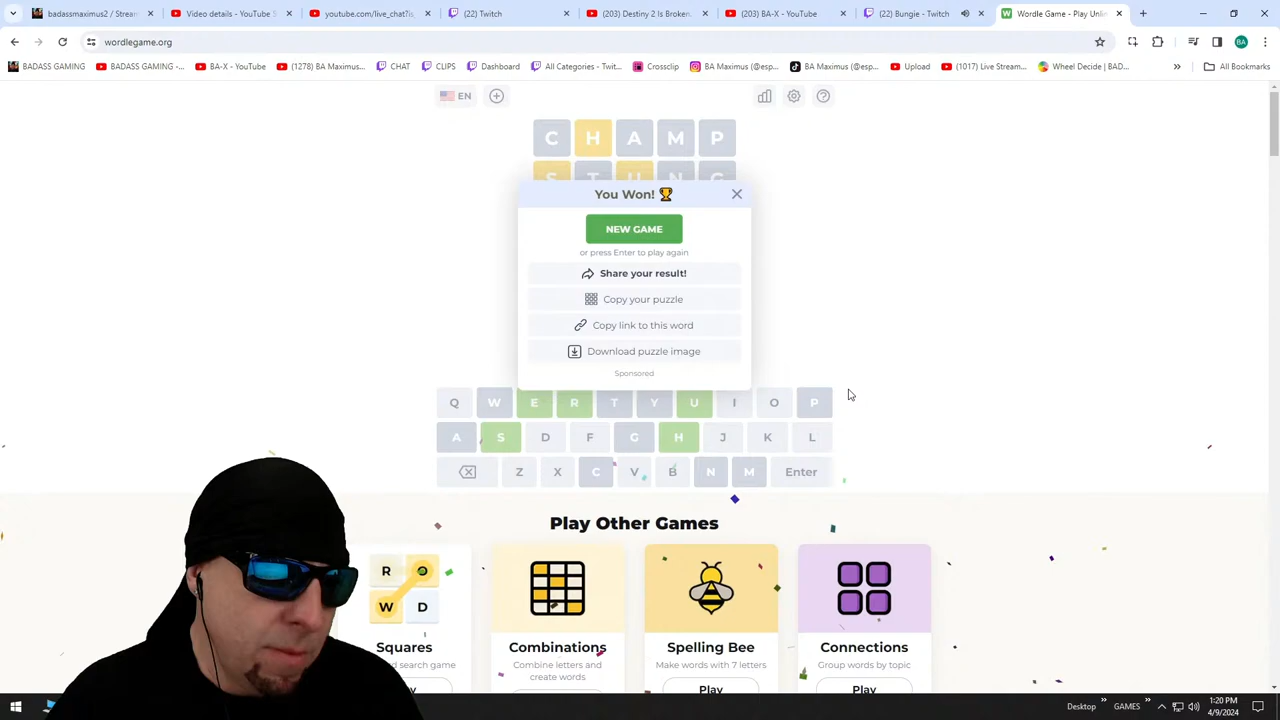 badassmaximus2 / Stream
Video details - YouTube S
youtube.com/live_chat?is_
(22) Twitch
(203) Destiny 2 Is Broken.
(203) BA-X - YouTube
(22) Bungie - Twitch
Wordle Game - Play Unli
wordlegame.org
BADASS GAMING
BADASS GAMING -...
BA-X - YouTube
(1278) BA Maximus...
CHAT
CLIPS
Dashboard
All Categories - Twit...
Crossclip
BA Maximus (@esp...
BA Maximus (@esp...
Upload
(1017) Live Stream...
Wheel Decide | BAD...
All Bookmarks
EN
C H A M P
S T U N G
You Won!
NEW GAME
or press Enter to play again
Share your result!
Copy your puzzle
Copy link to this word
Download puzzle image
Sponsored
Q W E R T Y U I O P
A S D F G H J K L
Z X C V B N M Enter
Play Other Games
R O
W D
Squares
Combinations
Spelling Bee
Connections
search game
Combine letters and
create words
Make words with 7 letters
Group words by topic
Play
Play
Desktop
GAMES
1:20 PM
4/9/2024